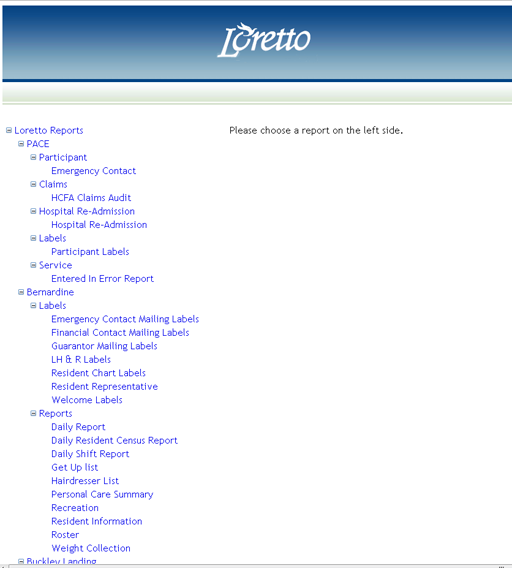 Loretto
Please choose a report on the left side.
Loretto Reports
PACE
Participant
Emergency Contact
Claims
HCFA Claims Audit
Hospital Re-Admission
Hospital Re-Admission
Labels
Participant Labels
Service
Entered In Error Report
Bernardine
Labels
Emergency Contact Mailing Labels
Financial Contact Mailing Labels
Guarantor Mailing Labels
LH & R Labels
Resident Chart Labels
Resident Representative
Welcome Labels
Reports
Daily Report
Daily Resident Census Report
Daily Shift Report
Get Up list
Hairdresser List
Personal Care Summary
Recreation
Resident Information
Roster
Weight Collection
Buckley Landing